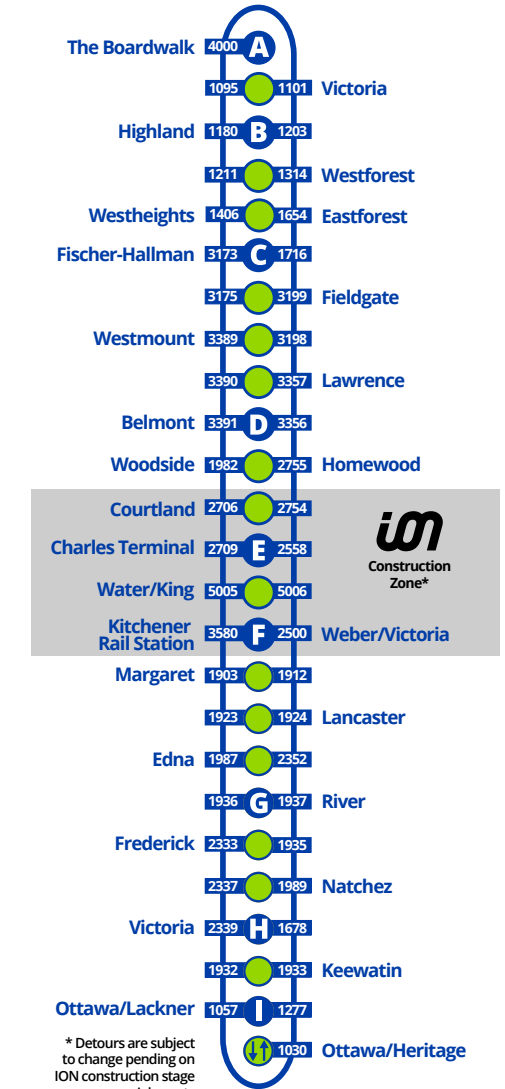 The Boardwalk 4000 A
1095 1101 Victoria
Highland 1180 B 1203
1211 1314 Westforest
Westheights 1406 1654 Eastforest
Fischer-Hallman 3173 C 1716
3175 3199 Fieldgate
Westmount 3389 3198
3390 3357 Lawrence
Belmont 3391 D 3356
Woodside 1982 2755 Homewood
Courtland 2706 2754
ion
Charles Terminal 2709 E 2558
Construction
Zone*
Water/King 5005 5006
Kitchener
Rail Station 3580 F 2500 Weber/Victoria
Margaret 1903 1912
1923 1924 Lancaster
Edna 1987 2352
1936 G 1937 River
Frederick 2333 1935
2337 1989 Natchez
Victoria 2339 H 1678
1932 1933 Keewatin
Ottawa/Lackner 1057 I 1277
1030 Ottawa/Heritage
* Detours are subject
to change pending on
ION construction stage